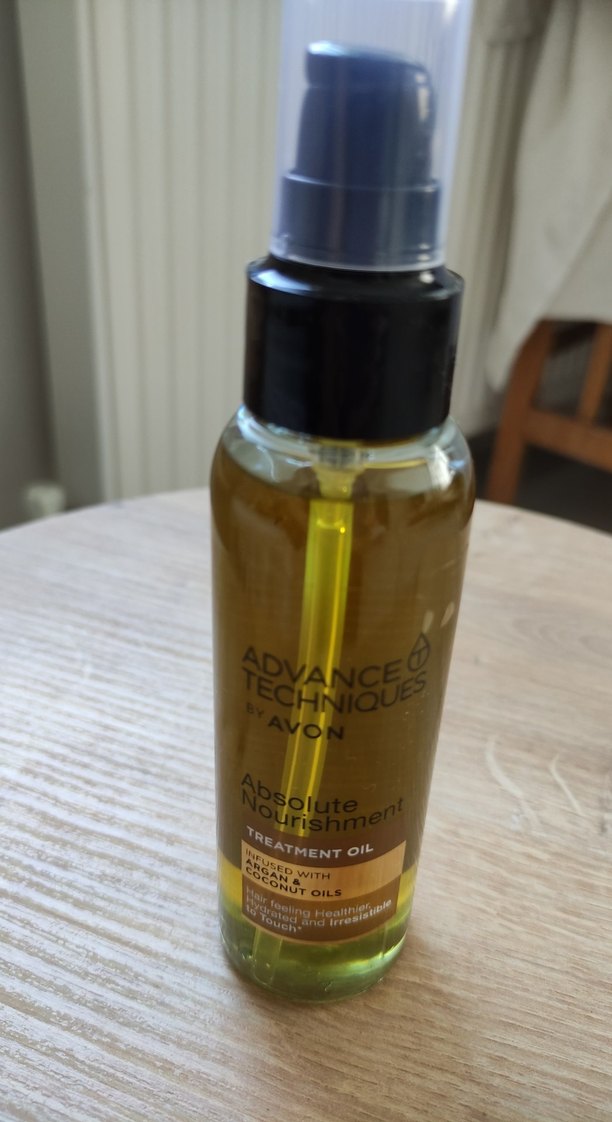 ADVANCE
TECHNIQUES
BY AVON
Absolute
Nourishment
TREATMENT OIL
INFUSED WITH
ARGAN &
COCONUT OILS
Hair feeling Healthier,
Hydrated and Irresistible
to Touch*